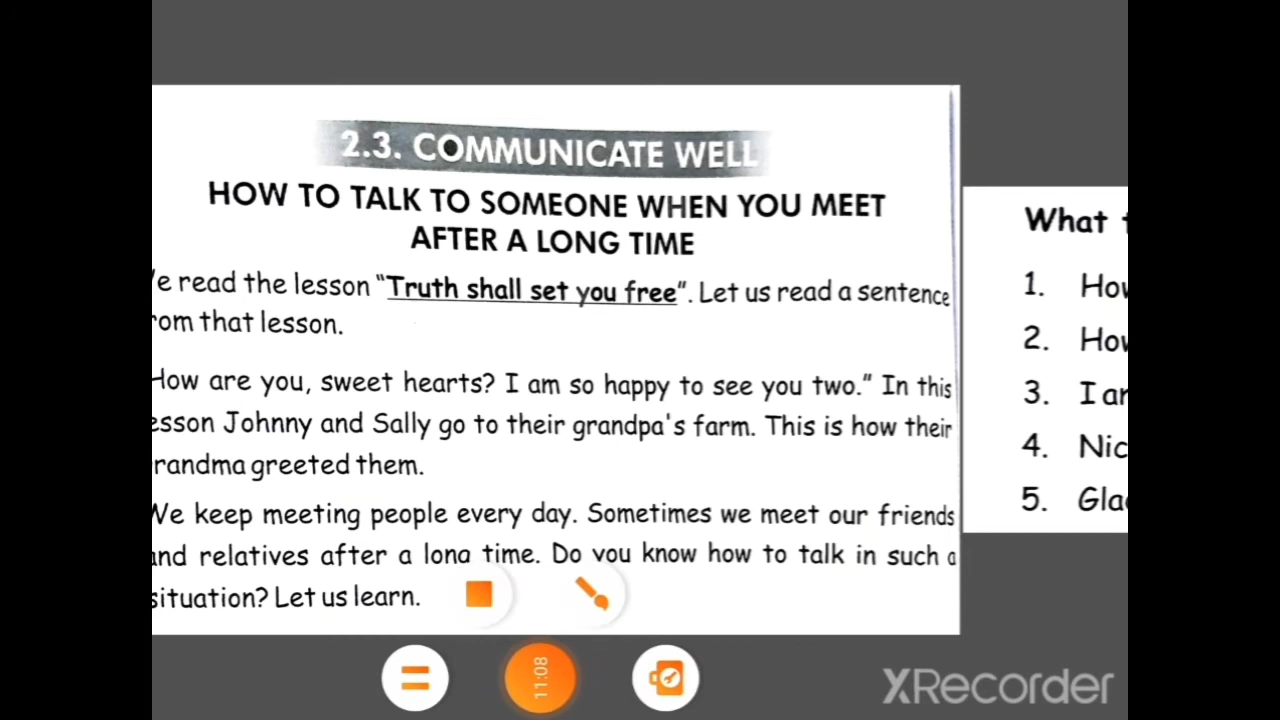 2.3. COMMUNICATE WELL
HOW TO TALK TO SOMEONE WHEN YOU MEET
AFTER A LONG TIME
e read the lesson "Truth shall set you free". Let us read a sentence
rom that lesson.
How are you, sweet hearts? I am so happy to see you two." In this
esson Johnny and Sally go to their grandpa's farm. This is how their
randma greeted them.
We keep meeting people every day. Sometimes we meet our friends
and relatives after a long time. Do you know how to talk in such a
situation? Let us learn.
What t
1. How
2. How
3. I am
4. Nic
5. Gla
11:08
XRecorder